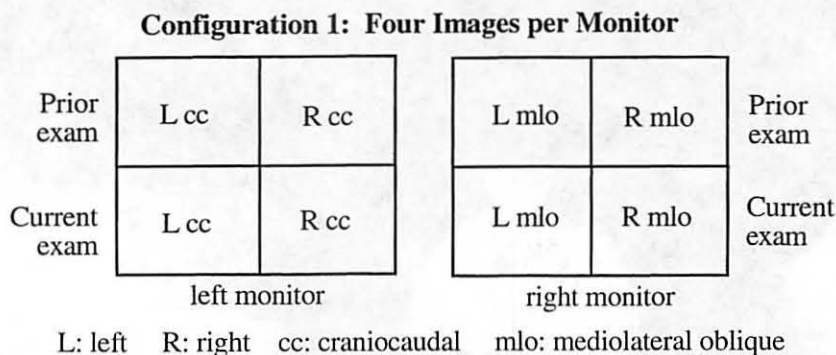 Configuration 1: Four Images per Monitor
Prior exam
L cc
R cc
L mlo
R mlo
Prior exam
Current exam
L cc
R cc
L mlo
R mlo
Current exam
left monitor
right monitor
L: left R: right cc: craniocaudal mlo: mediolateral oblique